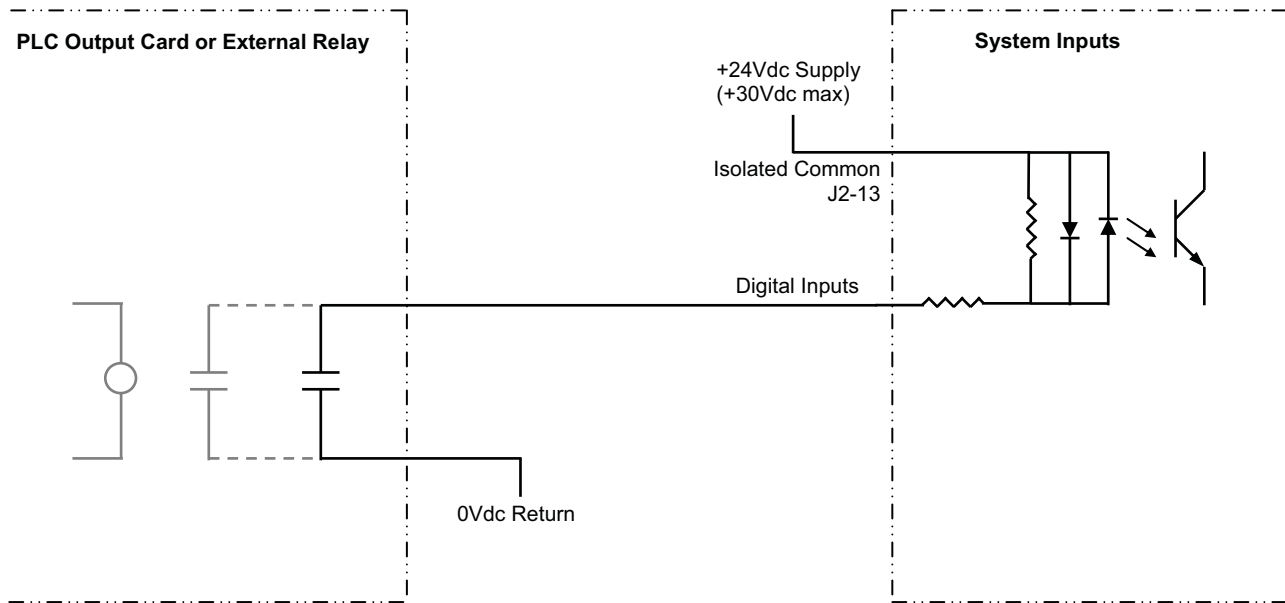 PLC Output Card or External Relay
System Inputs
+24Vdc Supply
(+30Vdc max)
Isolated Common
J2-13
Digital Inputs
0Vdc Return